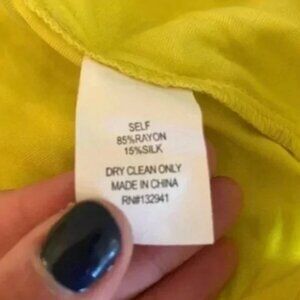 SELF
85%RAYON
15%SILK
DRY CLEAN ONLY
MADE IN CHINA
RN#132941